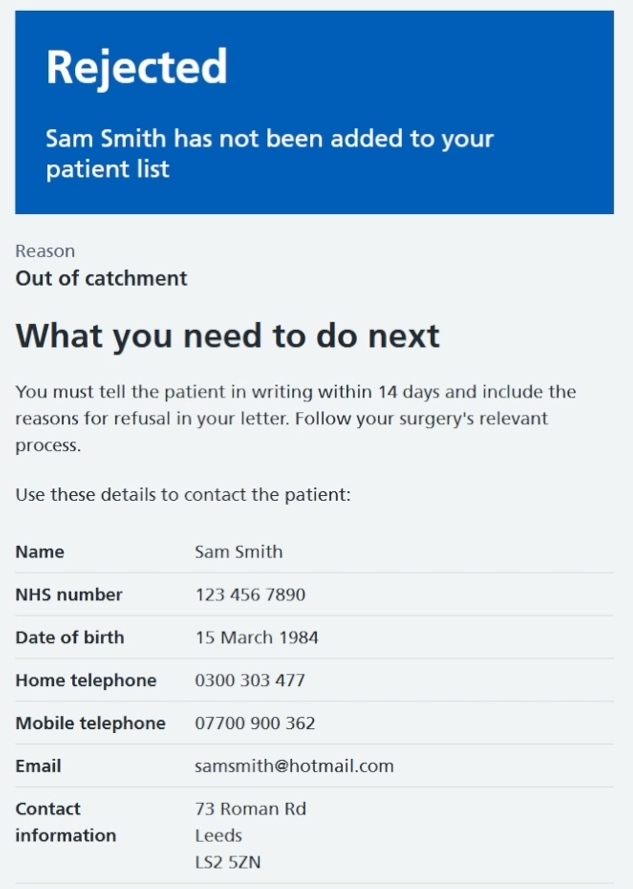 Rejected
Sam Smith has not been added to your
patient list
Reason
Out of catchment
What you need to do next
You must tell the patient in writing within 14 days and include the
reasons for refusal in your letter. Follow your surgery's relevant
process.
Use these details to contact the patient:
Name Sam Smith
NHS number 123 456 7890
Date of birth 15 March 1984
Home telephone 0300 303 477
Mobile telephone 07700 900 362
Email samsmith@hotmail.com
Contact information 73 Roman Rd
Leeds
LS2 5ZN